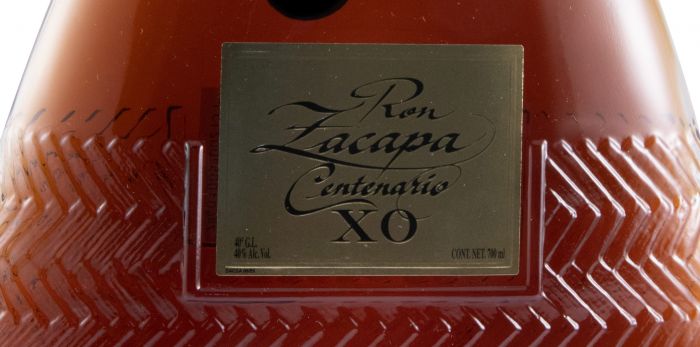 Ron
Zacapa
Centenario
XO
40° G.L.
40% Alc. Vol.
CONT. NET. 700 ml